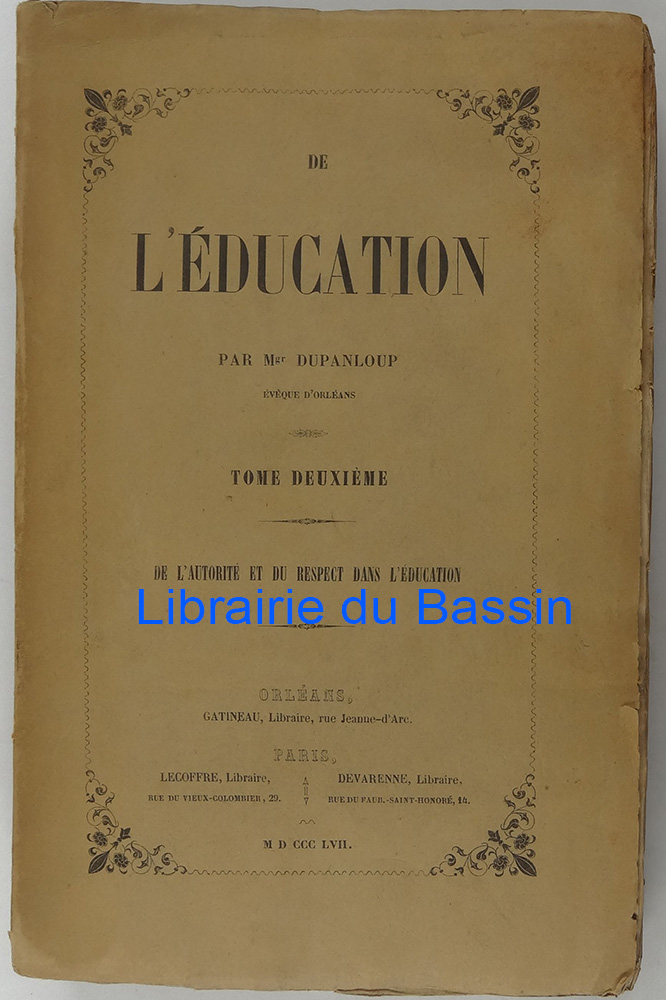 DE
L'ÉDUCATION
PAR Mgr DUPANLOUP
ÉVÊQUE D'ORLÉANS
TOME DEUXIÈME
DE L'AUTORITÉ ET DU RESPECT DANS L'ÉDUCATION
Librairie du Bassin
ORLÉANS,
GATINEAU, Libraire, rue Jeanne-d'Arc.
PARIS,
LECOFFRE, Libraire,
RUE DU VIEUX-COLOMBIER, 29.
DEVARENNE, Libraire,
RUE DU FAUB.-SAINT-HONORÉ, 14.
M D CCC LVII.